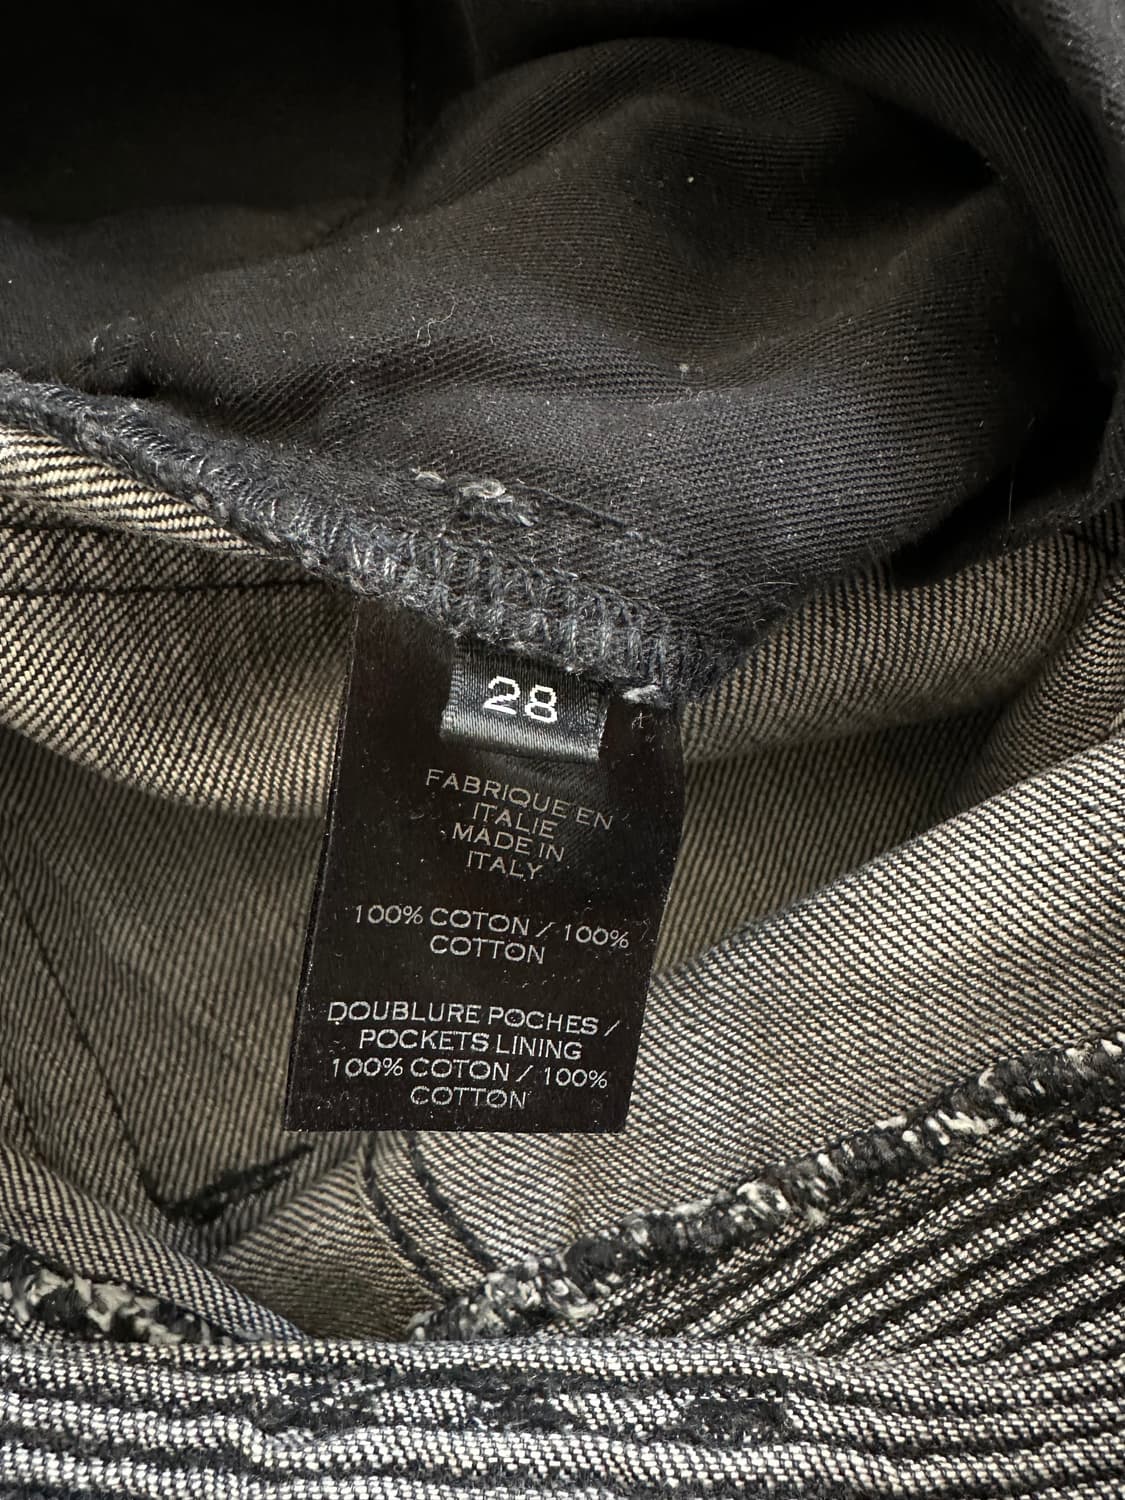 28
FABRIQUE EN
ITALIE
MADE IN
ITALY
100% COTON / 100%
COTTON
DOUBLURE POCHES /
POCKETS LINING
100% COTON / 100%
COTTON